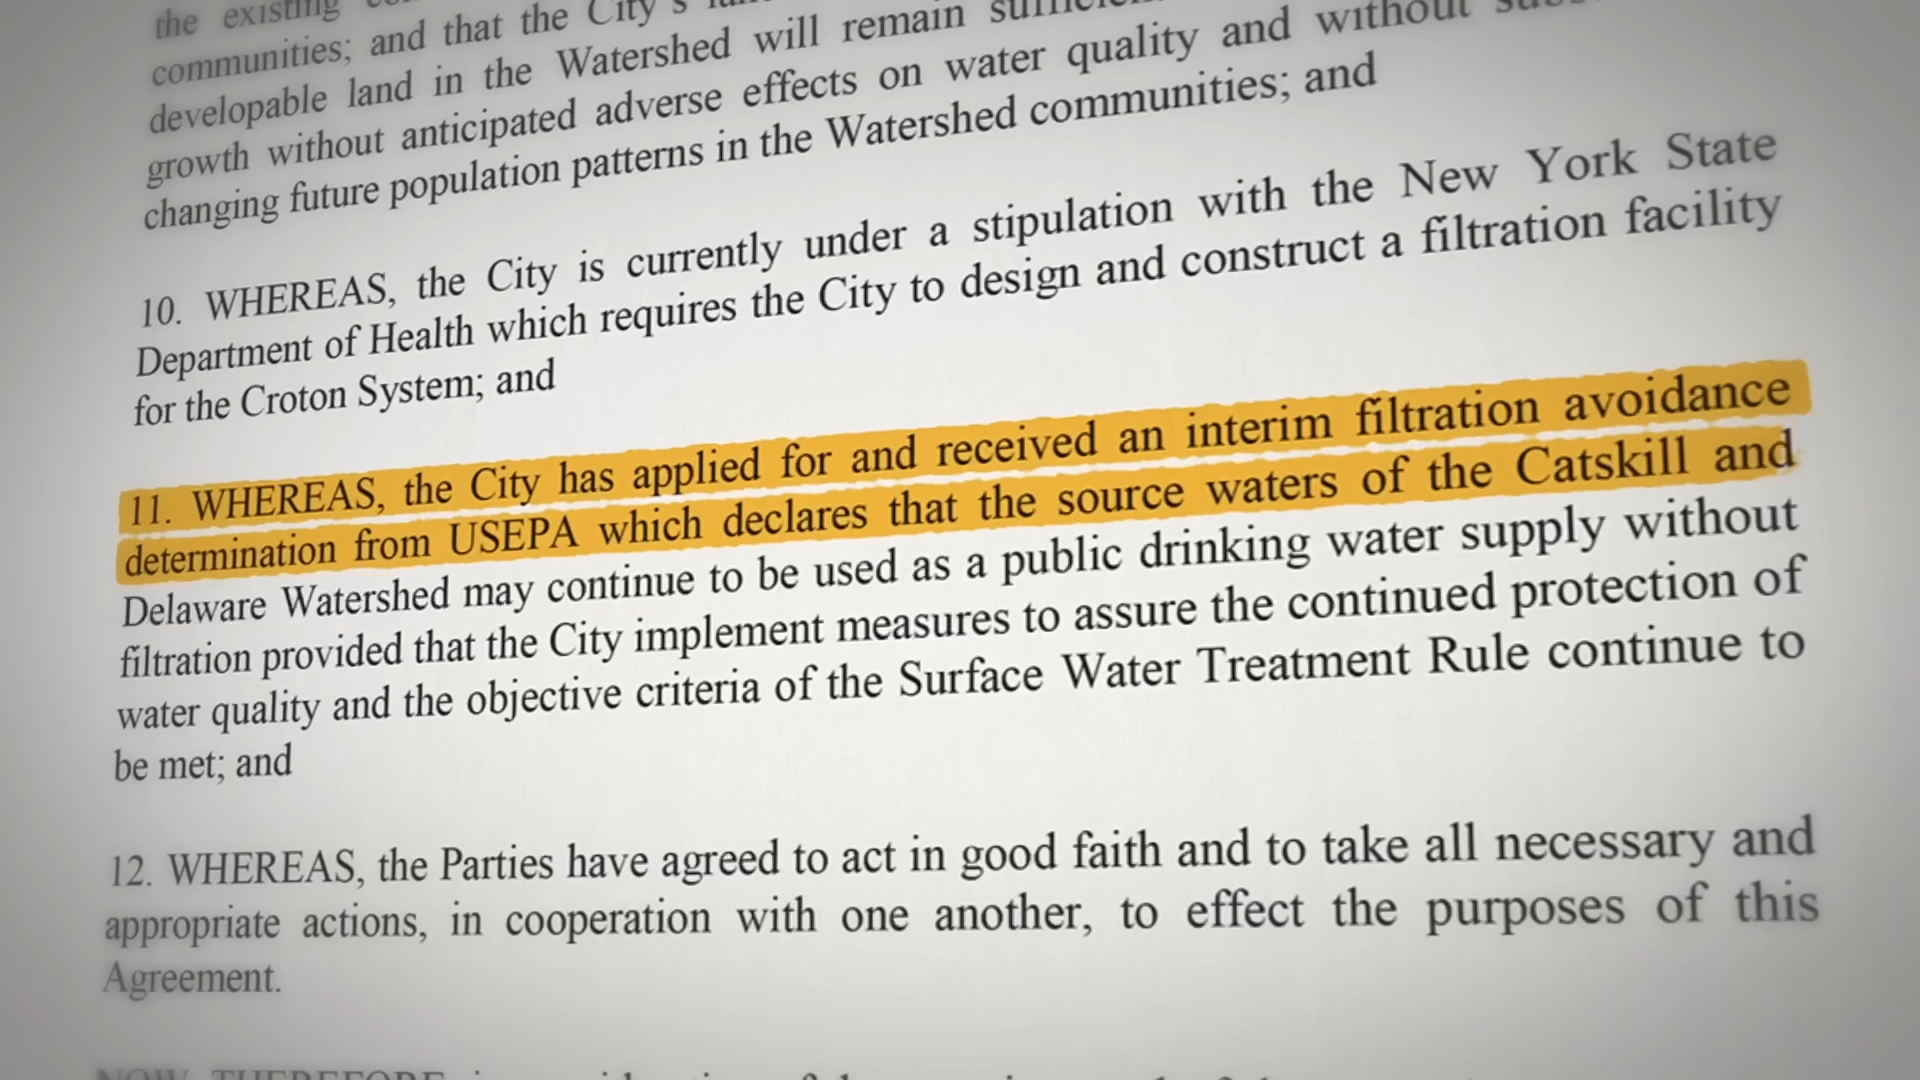 the existing
communities; and that the City's
developable land in the Watershed will remain
growth without anticipated adverse effects on water quality and without
changing future population patterns in the Watershed communities; and
10. WHEREAS, the City is currently under a stipulation with the New York State
Department of Health which requires the City to design and construct a filtration facility
for the Croton System; and
11. WHEREAS, the City has applied for and received an interim filtration avoidance
determination from USEPA which declares that the source waters of the Catskill and
Delaware Watershed may continue to be used as a public drinking water supply without
filtration provided that the City implement measures to assure the continued protection of
water quality and the objective criteria of the Surface Water Treatment Rule continue to
be met; and
12. WHEREAS, the Parties have agreed to act in good faith and to take all necessary and
appropriate actions, in cooperation with one another, to effect the purposes of this
Agreement.
NOW THEREFORE